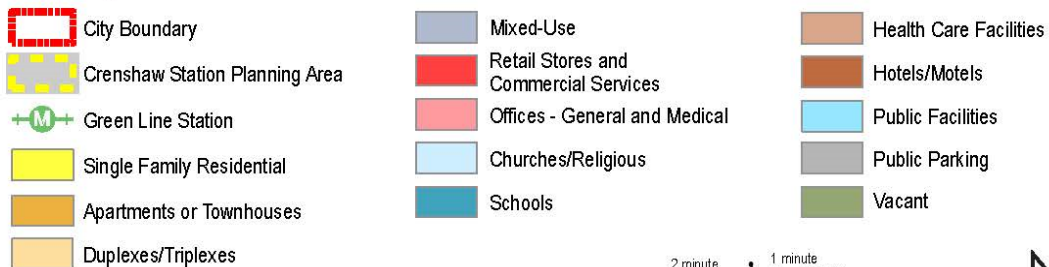 City Boundary
Crenshaw Station Planning Area
M
Green Line Station
Single Family Residential
Apartments or Townhouses
Duplexes/Triplexes
Mixed-Use
Retail Stores and
Commercial Services
Offices - General and Medical
Churches/Religious
Schools
Health Care Facilities
Hotels/Motels
Public Facilities
Public Parking
Vacant
2 minute
1 minute